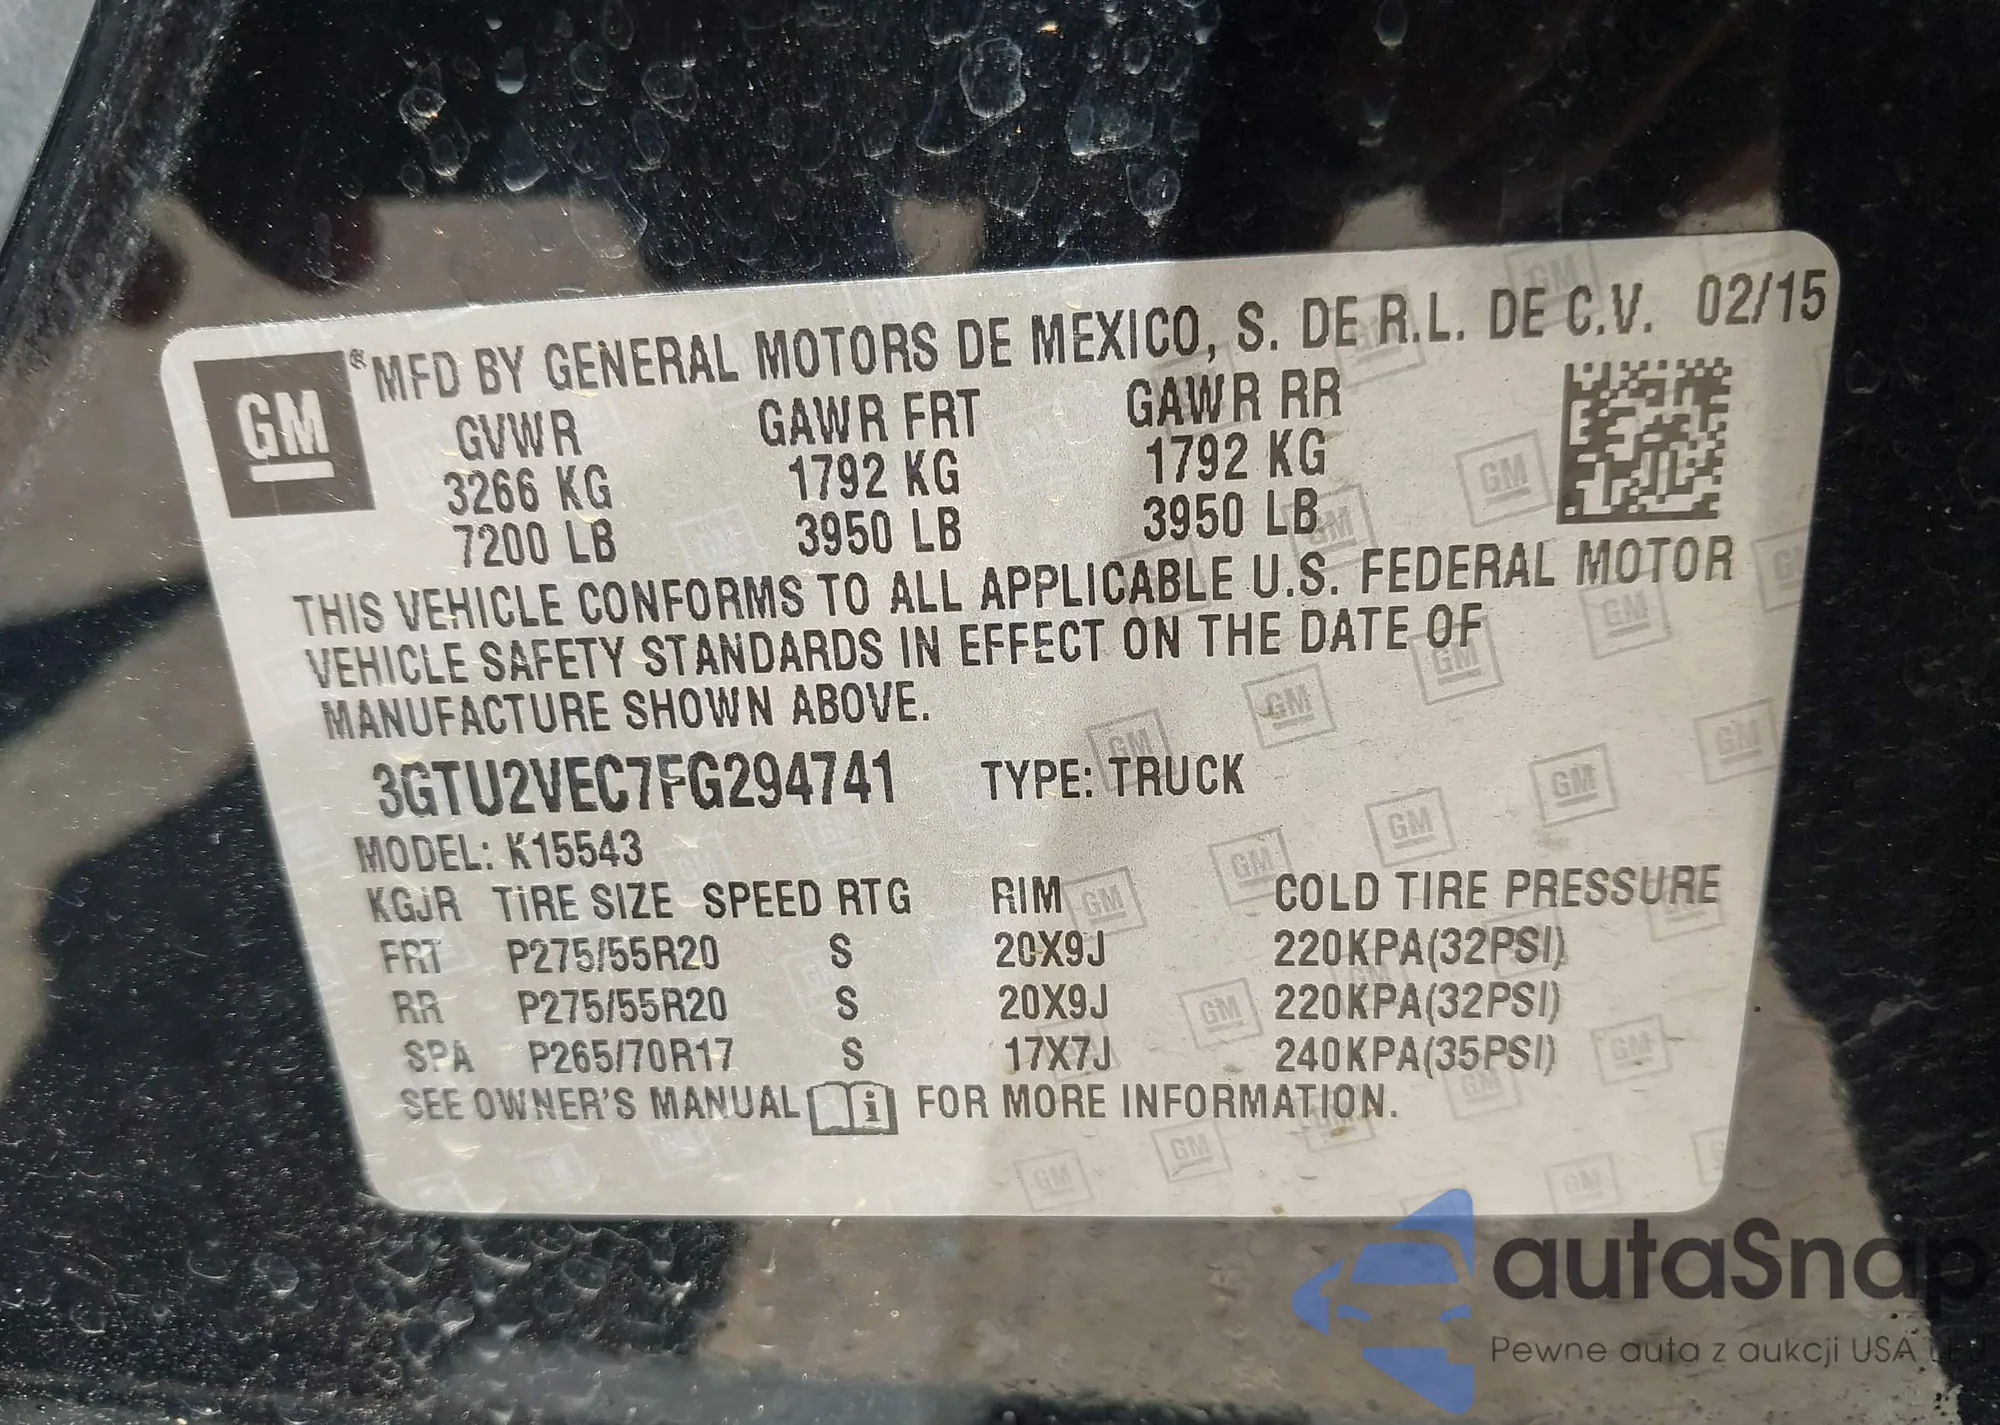 GM
® MFD BY GENERAL MOTORS DE MEXICO, S. DE R.L. DE C.V. 02/15
GVWR GAWR FRT GAWR RR
3266 KG 1792 KG 1792 KG
7200 LB 3950 LB 3950 LB
THIS VEHICLE CONFORMS TO ALL APPLICABLE U.S. FEDERAL MOTOR
VEHICLE SAFETY STANDARDS IN EFFECT ON THE DATE OF
MANUFACTURE SHOWN ABOVE.
3GTU2VEC7FG294741 TYPE: TRUCK
MODEL: K15543
KGJR TIRE SIZE SPEED RTG RIM COLD TIRE PRESSURE
FRT P275/55R20 S 20X9J 220KPA(32PSI)
RR P275/55R20 S 20X9J 220KPA(32PSI)
SPA P265/70R17 S 17X7J 240KPA(35PSI)
SEE OWNER'S MANUAL i FOR MORE INFORMATION.
autaSnap
Pewne auta z aukcji USA